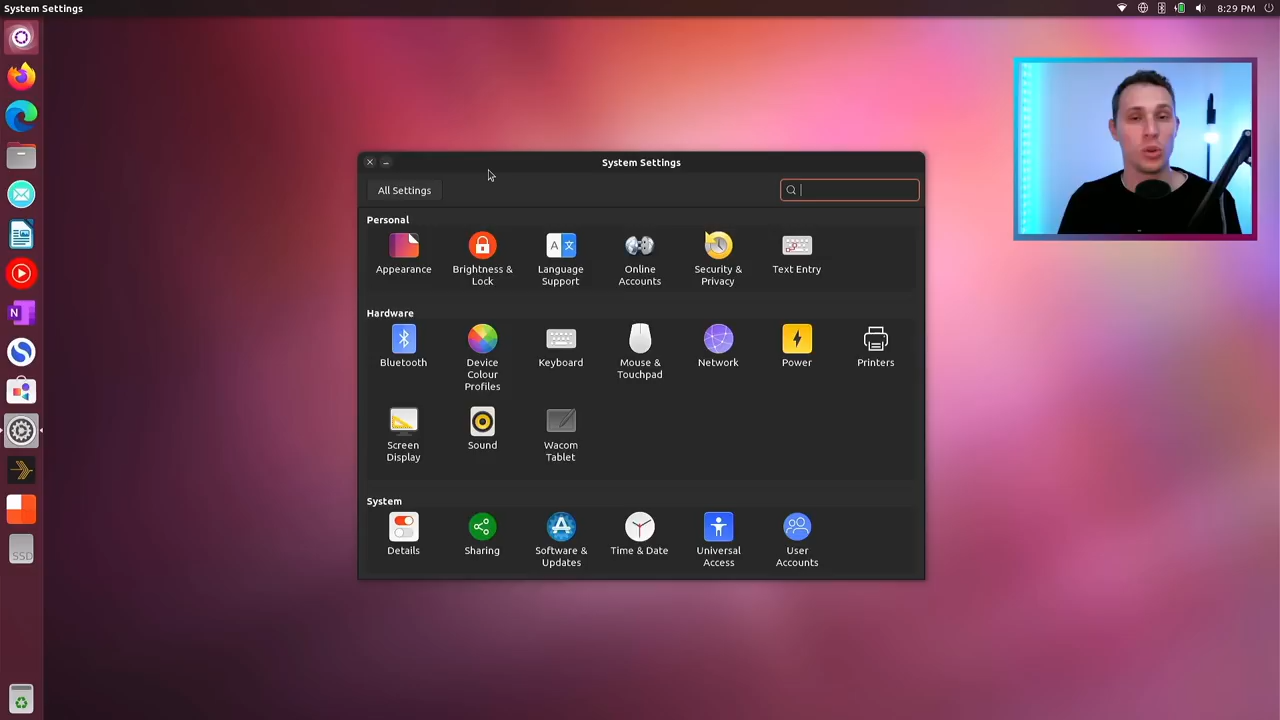 System Settings
8:29 PM
System Settings
All Settings
Personal
Appearance
Brightness &
Lock
Language
Support
Online
Accounts
Security &
Privacy
Text Entry
Hardware
Bluetooth
Device
Colour
Profiles
Keyboard
Mouse &
Touchpad
Network
Power
Printers
Screen
Display
Sound
Wacom
Tablet
System
Details
Sharing
Software &
Updates
Time & Date
Universal
Access
User
Accounts
A
文
N
S
SSD